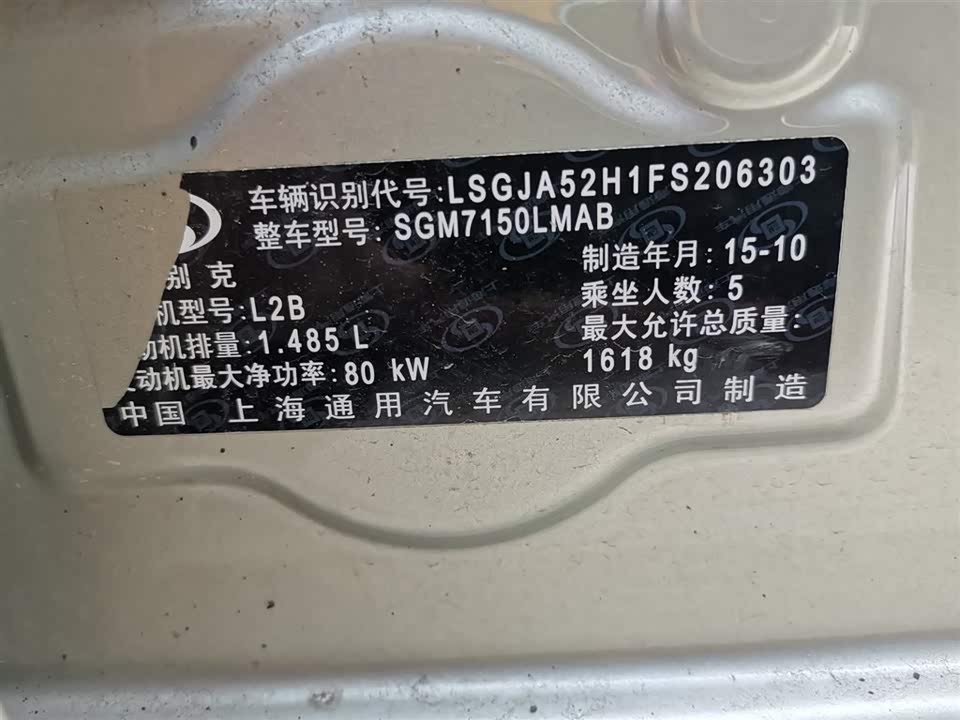 车辆识别代号:LSGJA52H1FS206303
整车型号: SGM7150LMAB
别 克
制造年月: 15-10
机型号: L2B
乘坐人数: 5
动机排量: 1.485 L
最大允许总质量:
动机最大净功率: 80 kW
1618 kg
中国 上海通用汽车有限公司制造